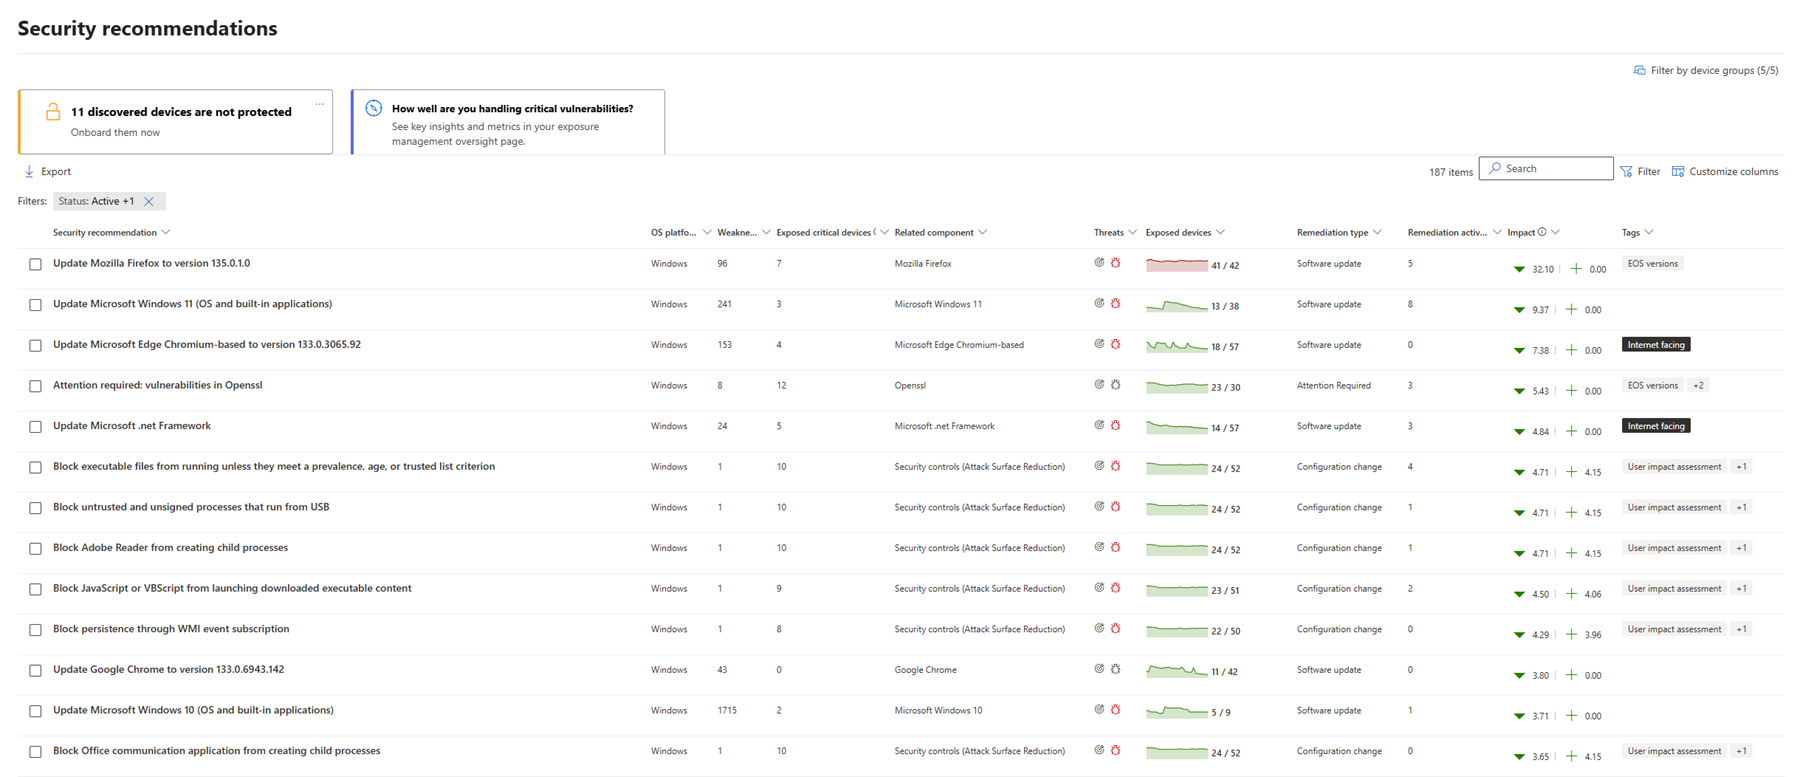 Security recommendations
Filter by device groups (5/5)
11 discovered devices are not protected
...
Onboard them now
How well are you handling critical vulnerabilities?
See key insights and metrics in your exposure
management oversight page.
Export
187 items Search Filter Customize columns
Filters: Status: Active +1
Security recommendation OS platfo... Weakne... Exposed critical devices ( Related component Threats Exposed devices Remediation type Remediation activ... Impact Tags
Update Mozilla Firefox to version 135.0.1.0 Windows 96 7 Mozilla Firefox 41 / 42 Software update 5 32.10 0.00 EOS versions
Update Microsoft Windows 11 (OS and built-in applications) Windows 241 3 Microsoft Windows 11 13 / 38 Software update 8 9.37 0.00
Update Microsoft Edge Chromium-based to version 133.0.3065.92 Windows 153 4 Microsoft Edge Chromium-based 18 / 57 Software update 0 7.38 0.00 Internet facing
Attention required: vulnerabilities in Openssl Windows 8 12 Openssl 23 / 30 Attention Required 3 5.43 0.00 EOS versions +2
Update Microsoft .net Framework Windows 24 5 Microsoft .net Framework 14 / 57 Software update 3 4.84 0.00 Internet facing
Block executable files from running unless they meet a prevalence, age, or trusted list criterion Windows 1 10 Security controls (Attack Surface Reduction) 24 / 52 Configuration change 4 4.71 4.15 User impact assessment +1
Block untrusted and unsigned processes that run from USB Windows 1 10 Security controls (Attack Surface Reduction) 24 / 52 Configuration change 1 4.71 4.15 User impact assessment +1
Block Adobe Reader from creating child processes Windows 1 10 Security controls (Attack Surface Reduction) 24 / 52 Configuration change 1 4.71 4.15 User impact assessment +1
Block JavaScript or VBScript from launching downloaded executable content Windows 1 9 Security controls (Attack Surface Reduction) 23 / 51 Configuration change 2 4.50 4.06 User impact assessment +1
Block persistence through WMI event subscription Windows 1 8 Security controls (Attack Surface Reduction) 22 / 50 Configuration change 0 4.29 3.96 User impact assessment +1
Update Google Chrome to version 133.0.6943.142 Windows 43 0 Google Chrome 11 / 42 Software update 0 3.80 0.00
Update Microsoft Windows 10 (OS and built-in applications) Windows 1715 2 Microsoft Windows 10 5 / 9 Software update 1 3.71 0.00
Block Office communication application from creating child processes Windows 1 10 Security controls (Attack Surface Reduction) 24 / 52 Configuration change 0 3.65 4.15 User impact assessment +1